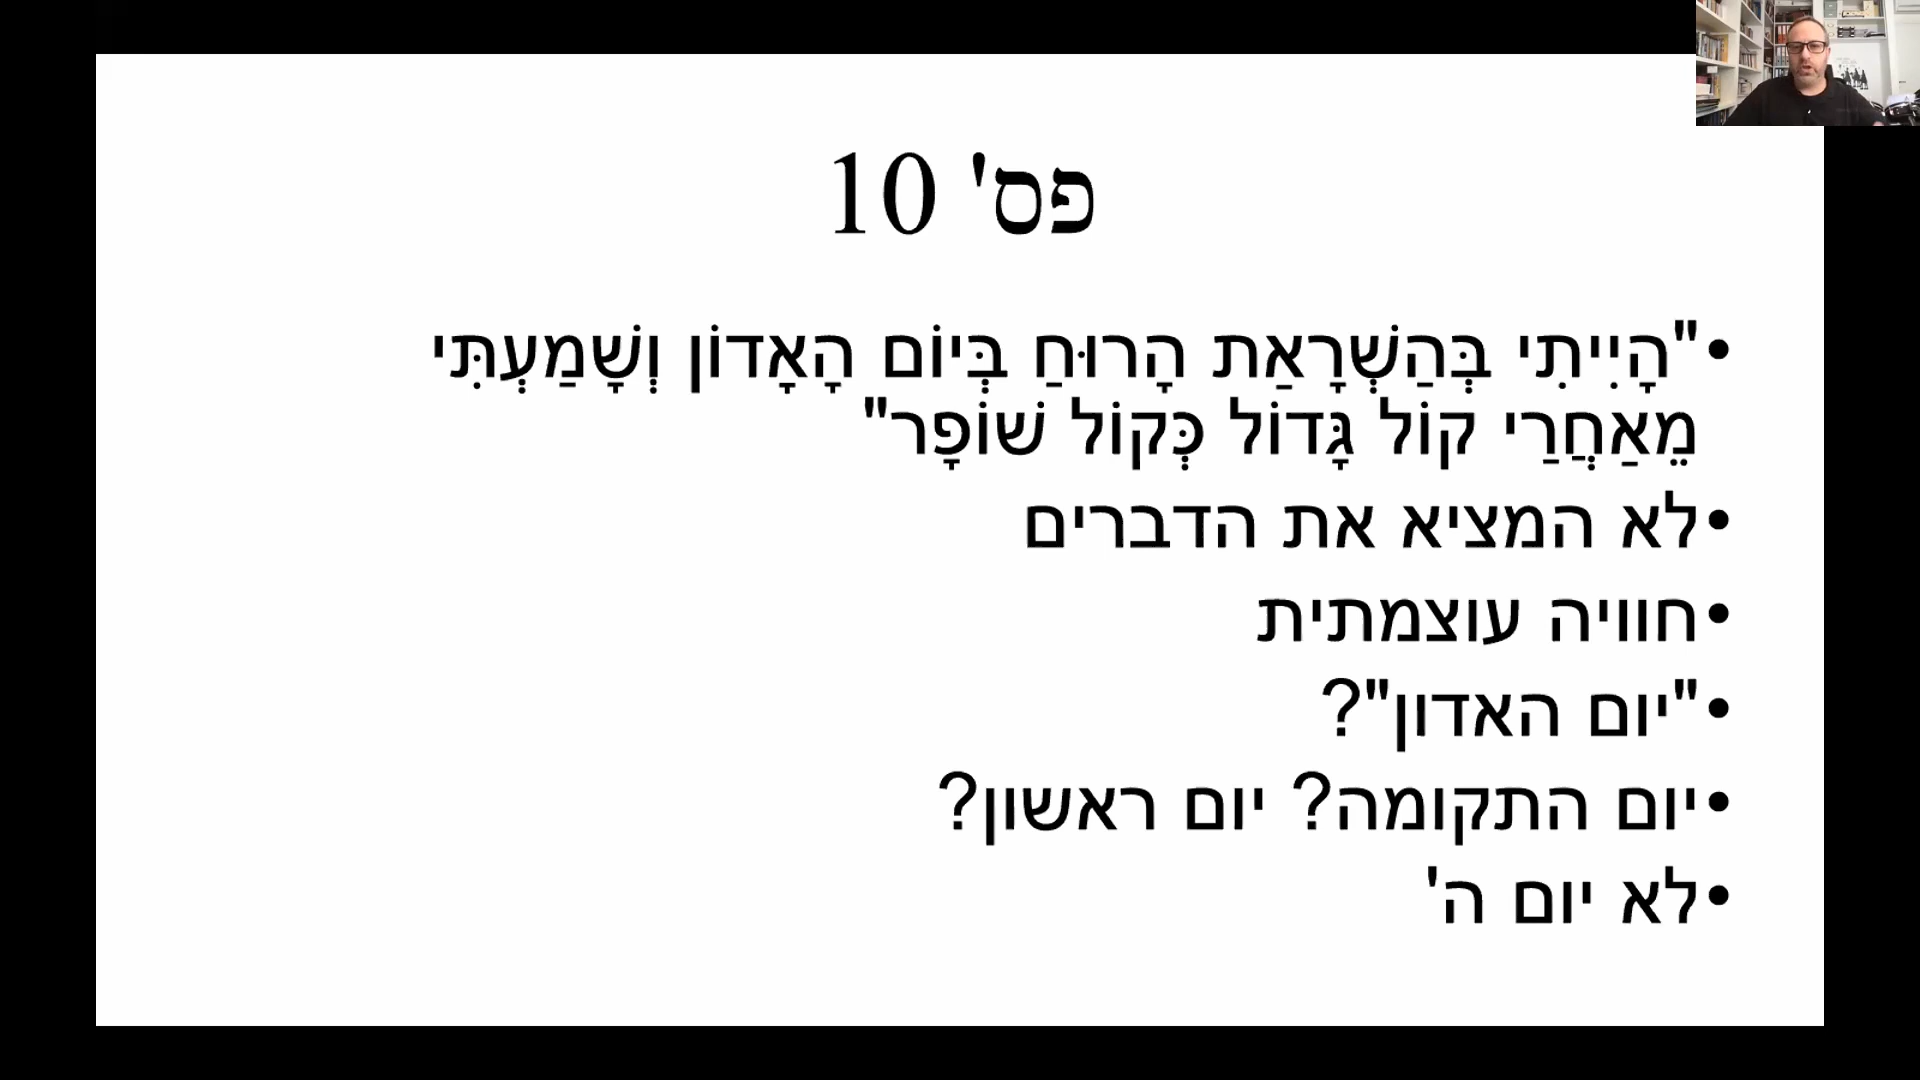 פס' 10
•"הָיִיתִי בְּהַשְׁרָאַת הָרוּחַ בְּיוֹם הָאָדוֹן וְשָׁמַעְתִּי
מֵאַחֲרַי קוֹל גָּדוֹל כְּקוֹל שׁוֹפָר"
•לא המציא את הדברים
•חוויה עוצמתית
•"יום האדון"?
•יום התקומה? יום ראשון?
•לא יום ה'